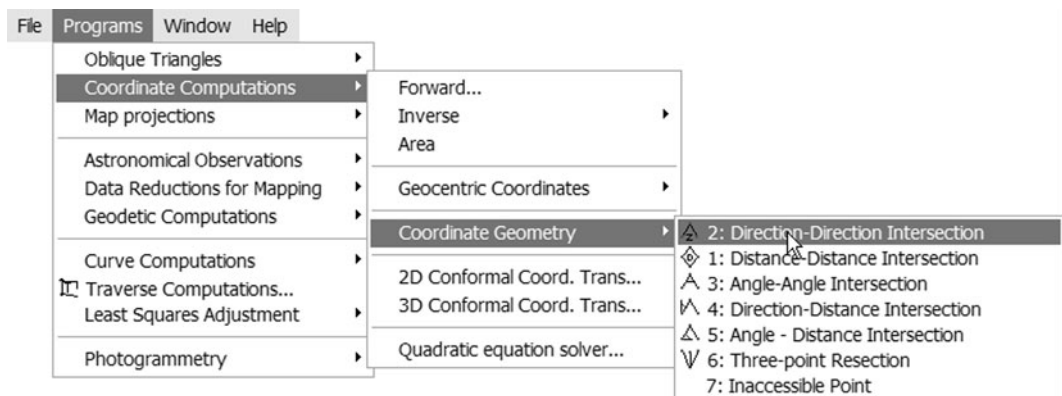 File Programs Window Help
Oblique Triangles
Coordinate Computations
Map projections
Astronomical Observations
Data Reductions for Mapping
Geodetic Computations
Curve Computations
Traverse Computations...
Least Squares Adjustment
Photogrammetry
Forward...
Inverse
Area
Geocentric Coordinates
Coordinate Geometry
2D Conformal Coord. Trans...
3D Conformal Coord. Trans...
Quadratic equation solver...
2: Direction-Direction Intersection
1: Distance-Distance Intersection
3: Angle-Angle Intersection
4: Direction-Distance Intersection
5: Angle - Distance Intersection
6: Three-point Resection
7: Inaccessible Point